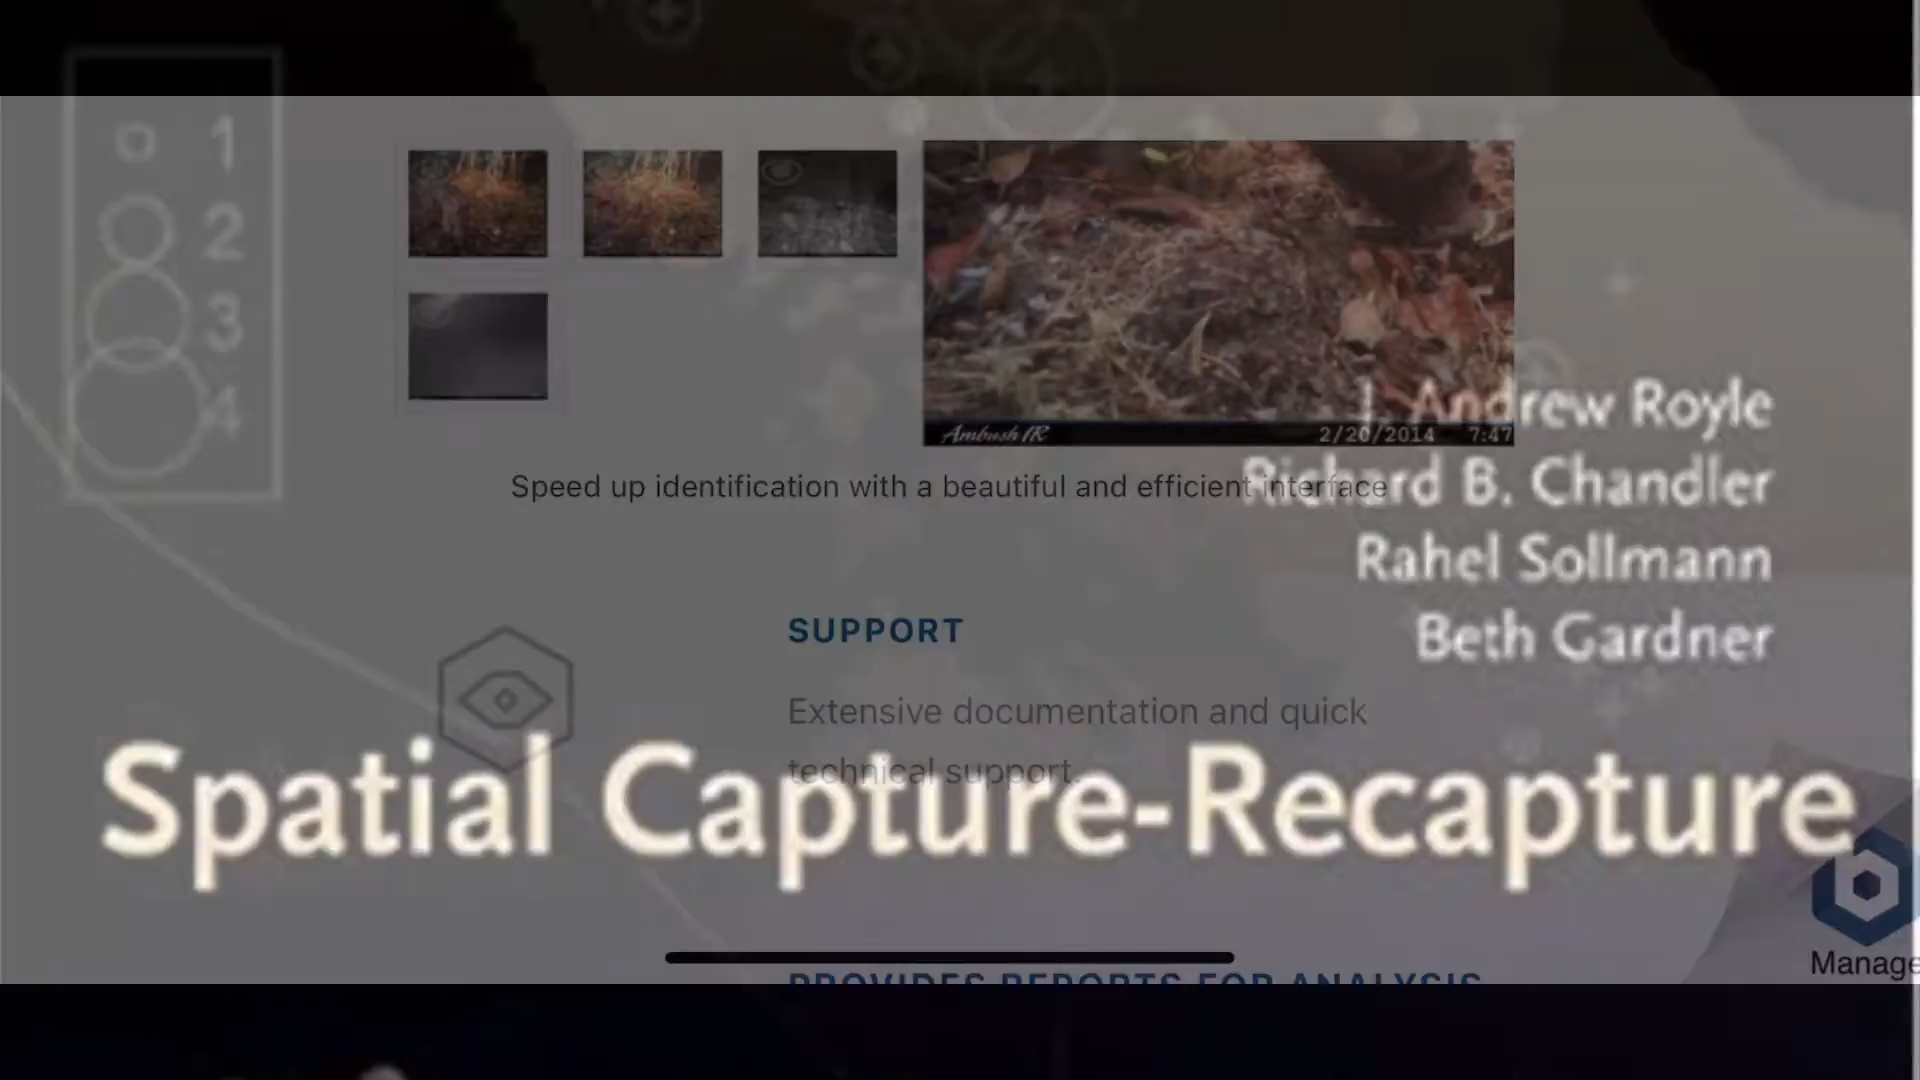 1
2
3
4
Ambush IR 2/20/2014 7:47
J. Andrew Royle
Richard B. Chandler
Rahel Sollmann
Beth Gardner
Speed up identification with a beautiful and efficient interface
SUPPORT
Extensive documentation and quick
technical support.
Spatial Capture-Recapture
Manage
PROVIDES REPORTS FOR ANALYSIS